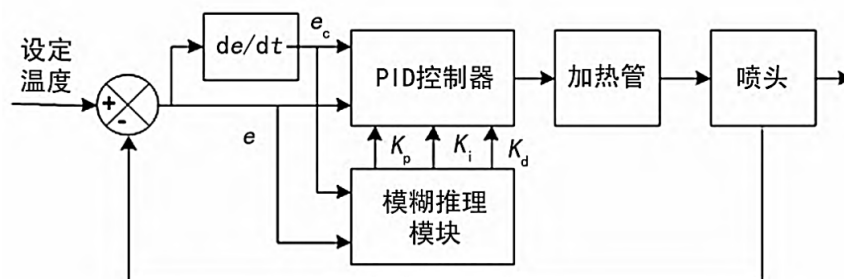 设定
温度
+
-
de/dt
e_c
e
PID控制器
加热管
喷头
K_p
K_i
K_d
模糊推理
模块